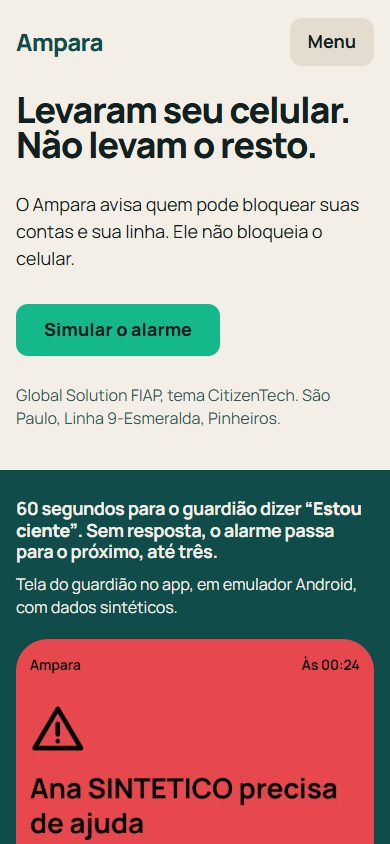 Ampara
Menu
Levaram seu celular.
Não levam o resto.
O Ampara avisa quem pode bloquear suas
contas e sua linha. Ele não bloqueia o
celular.
Simular o alarme
Global Solution FIAP, tema CitizenTech. São
Paulo, Linha 9-Esmeralda, Pinheiros.
60 segundos para o guardião dizer “Estou
ciente”. Sem resposta, o alarme passa
para o próximo, até três.
Tela do guardião no app, em emulador Android,
com dados sintéticos.
Ampara
Às 00:24
Ana SINTETICO precisa
de ajuda